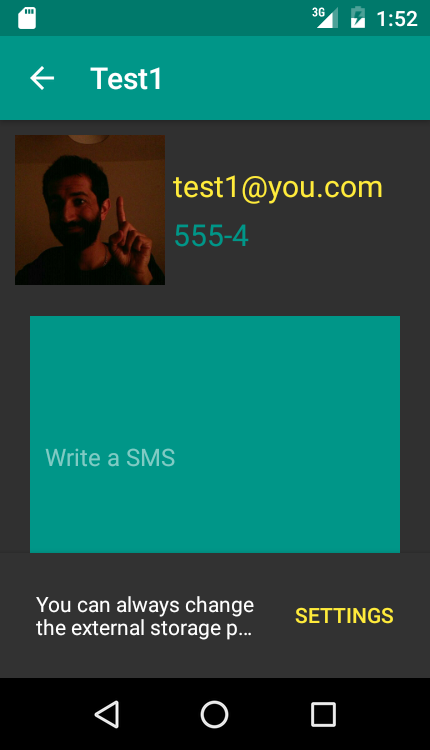 3G
1:52
Test1
test1@you.com
555-4
Write a SMS
You can always change
the external storage p...
SETTINGS